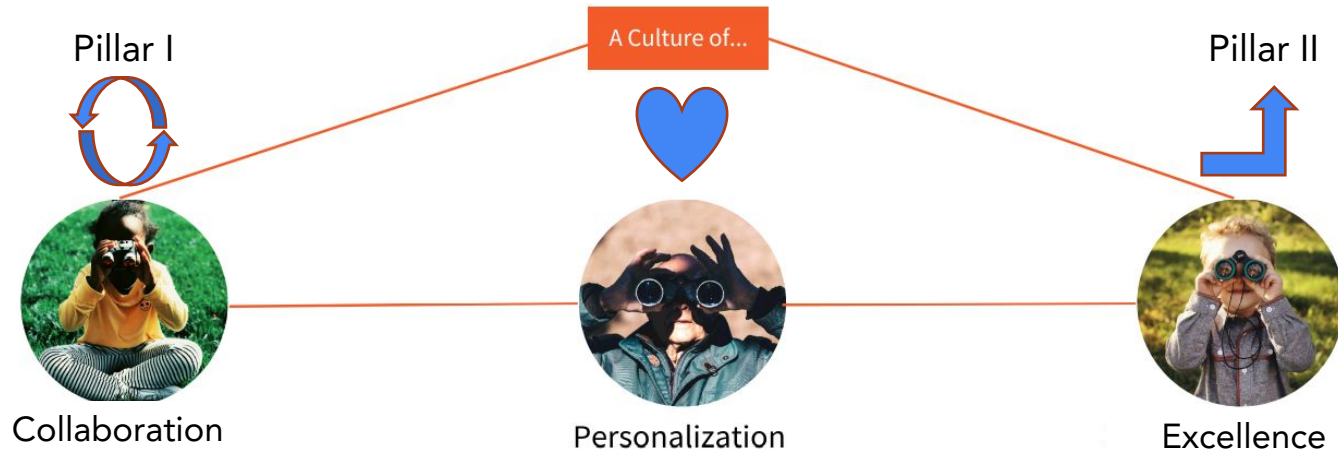 A Culture of...
Pillar I
Pillar II
Collaboration
Personalization
Excellence